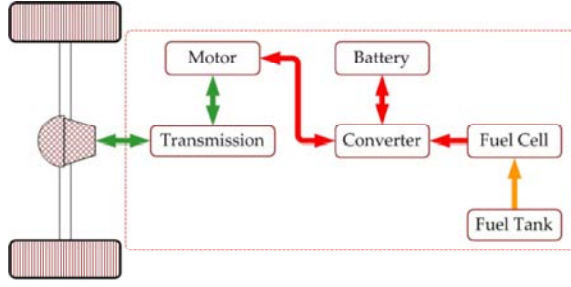 Motor
Battery
Transmission
Converter
Fuel Cell
Fuel Tank